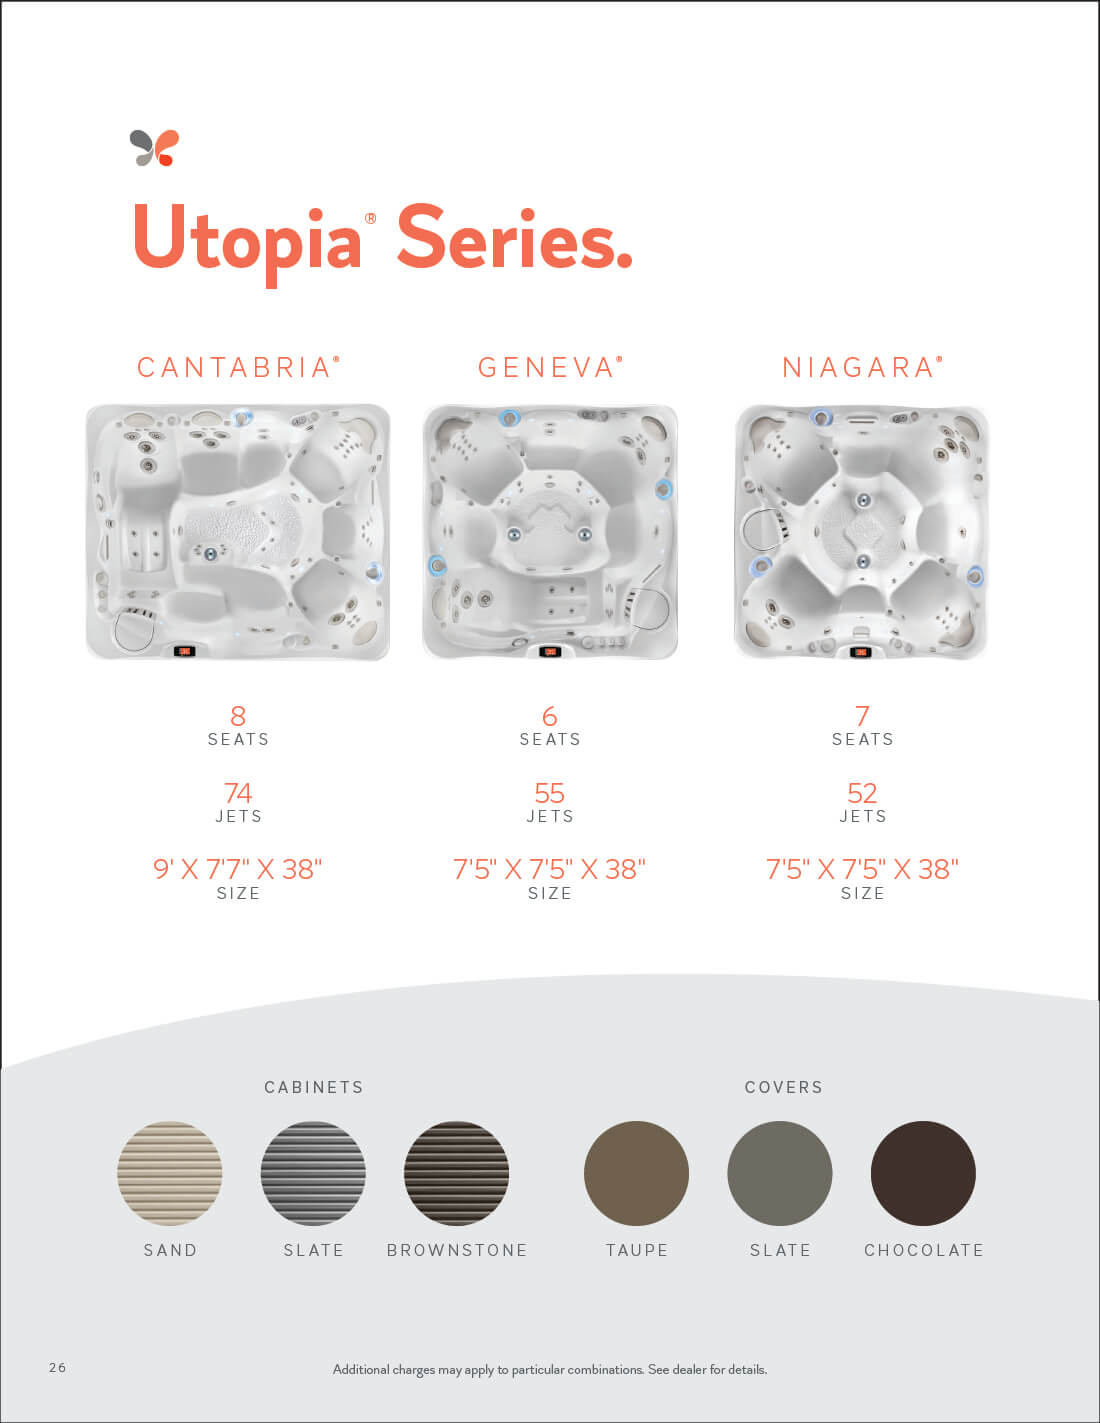 Utopia® Series.
CANTABRIA®
GENEVA®
NIAGARA®
8
SEATS
74
JETS
9' X 7'7" X 38"
SIZE
6
SEATS
55
JETS
7'5" X 7'5" X 38"
SIZE
7
SEATS
52
JETS
7'5" X 7'5" X 38"
SIZE
CABINETS
SAND
SLATE
BROWNSTONE
COVERS
TAUPE
SLATE
CHOCOLATE
26
Additional charges may apply to particular combinations. See dealer for details.